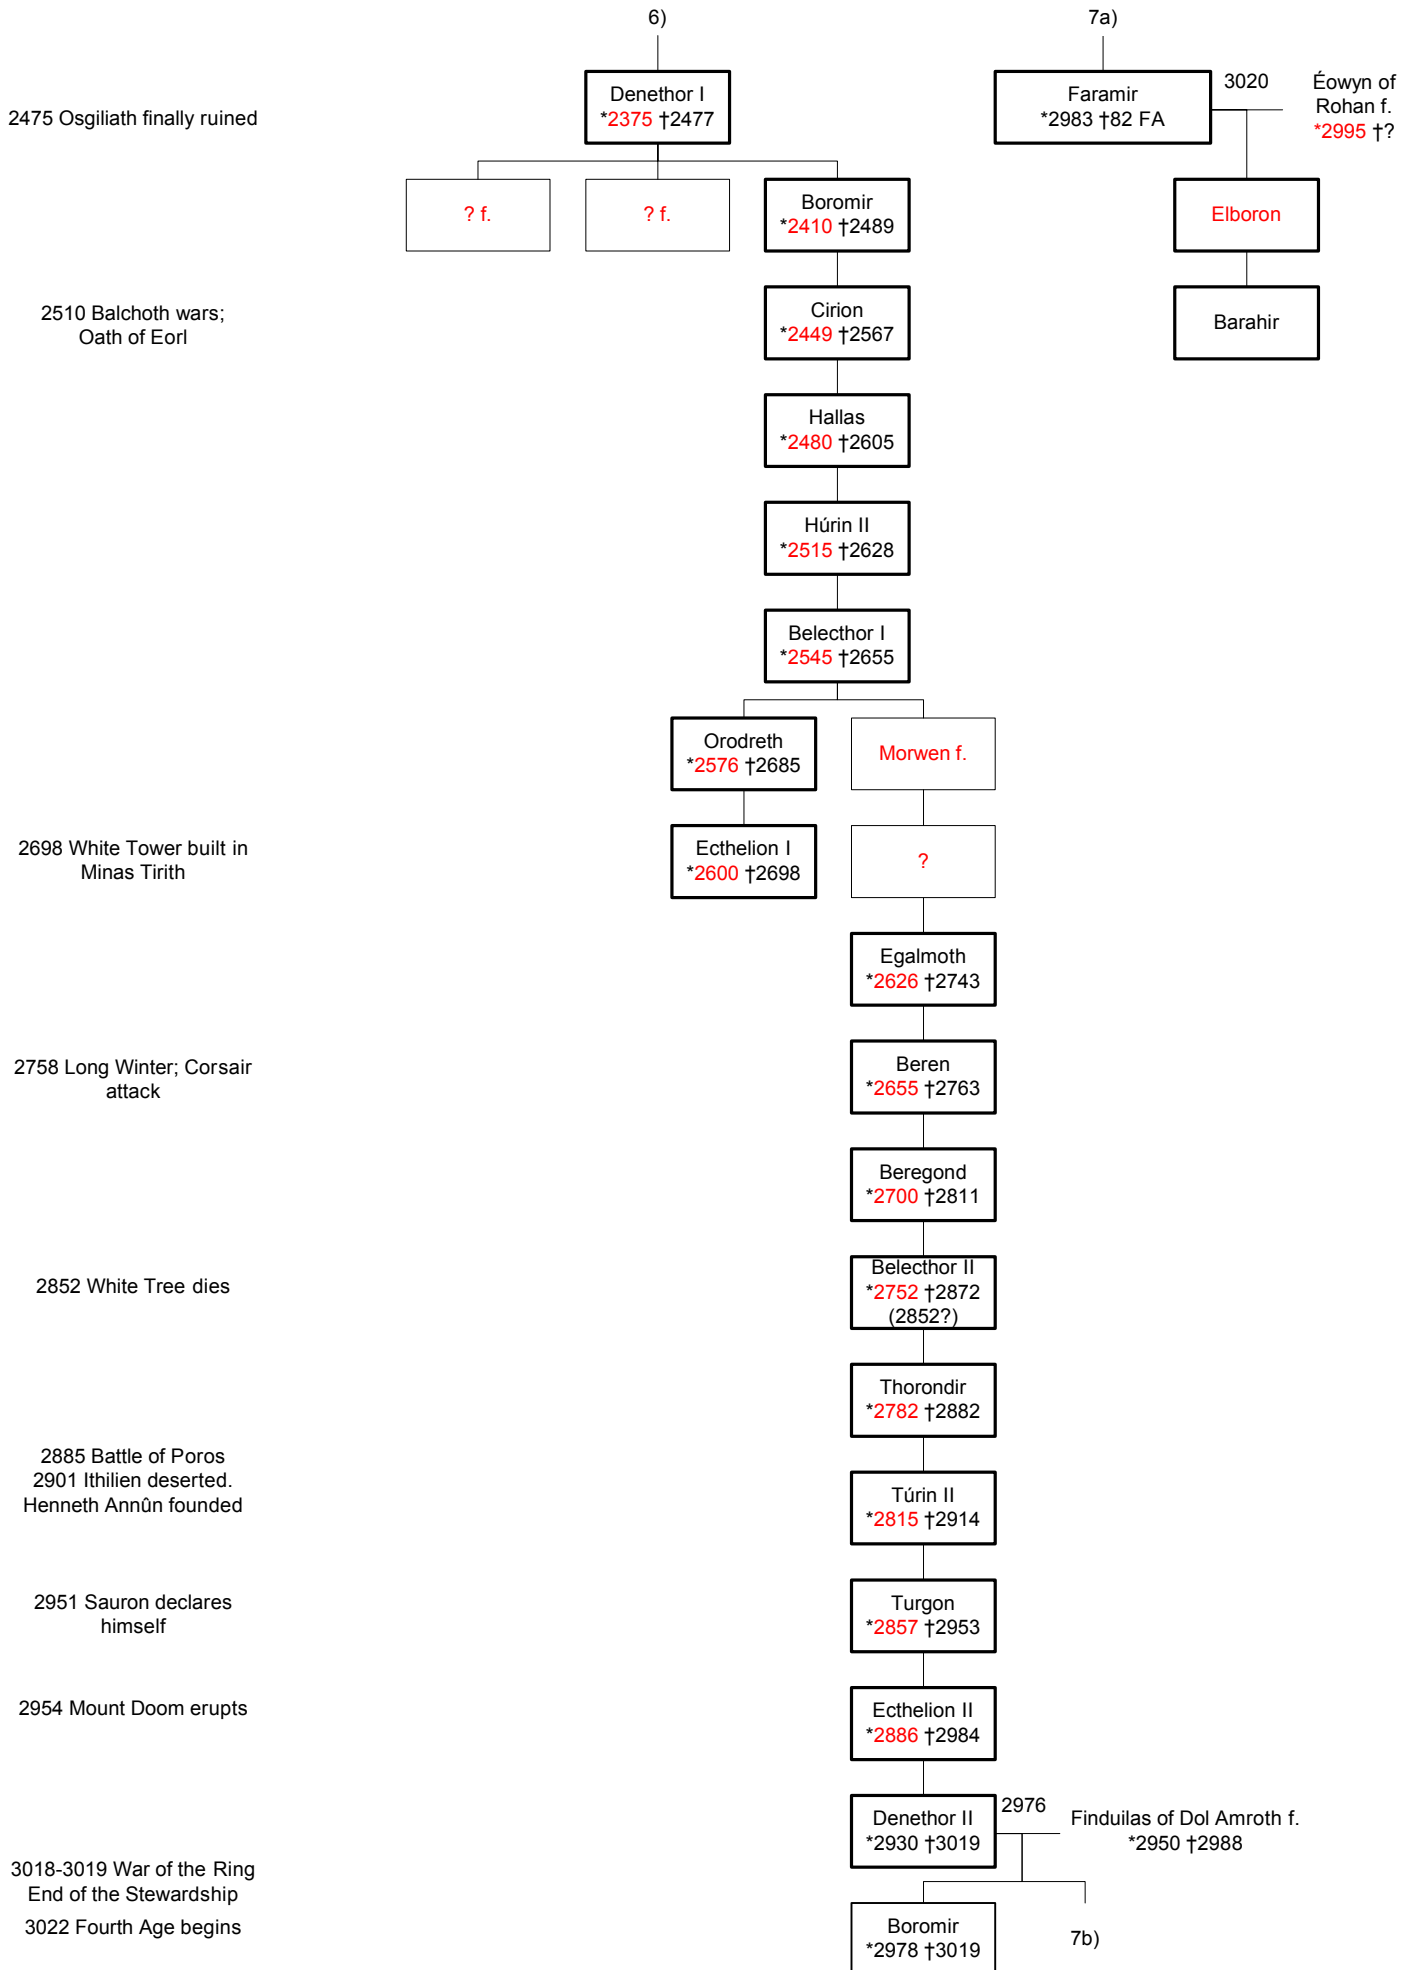 6)
7a)
2475 Osgiliath finally ruined
Denethor I
*2375 †2477
Faramir
*2983 †82 FA
3020
Éowyn of
Rohan f.
*2995 †?
? f.
? f.
Boromir
*2410 †2489
Elboron
2510 Balchoth wars;
Oath of Eorl
Cirion
*2449 †2567
Barahir
Hallas
*2480 †2605
Húrin II
*2515 †2628
Belecthor I
*2545 †2655
Orodreth
*2576 †2685
Morwen f.
2698 White Tower built in
Minas Tirith
Ecthelion I
*2600 †2698
?
Egalmoth
*2626 †2743
2758 Long Winter; Corsair
attack
Beren
*2655 †2763
Beregond
*2700 †2811
2852 White Tree dies
Belecthor II
*2752 †2872
(2852?)
Thorondir
*2782 †2882
2885 Battle of Poros
2901 Ithilien deserted.
Henneth Annûn founded
Túrin II
*2815 †2914
2951 Sauron declares
himself
Turgon
*2857 †2953
2954 Mount Doom erupts
Ecthelion II
*2886 †2984
Denethor II
*2930 †3019
2976
Finduilas of Dol Amroth f.
*2950 †2988
3018-3019 War of the Ring
End of the Stewardship
3022 Fourth Age begins
Boromir
*2978 †3019
7b)